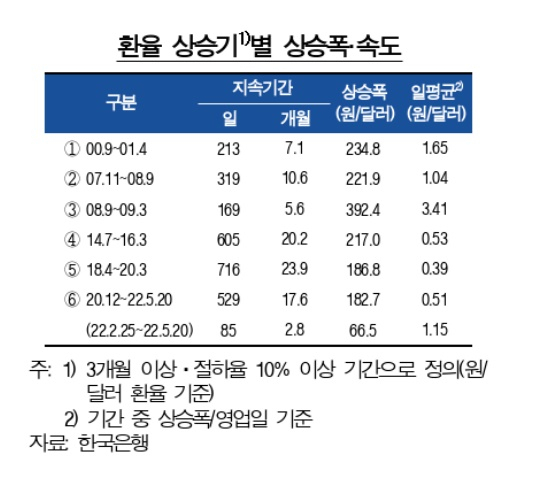 환율 상승기1)별 상승폭·속도
구분 지속기간 상승폭 일평균2)
일 개월 (원/달러) (원/달러)
① 00.9~01.4 213 7.1 234.8 1.65
② 07.11~08.9 319 10.6 221.9 1.04
③ 08.9~09.3 169 5.6 392.4 3.41
④ 14.7~16.3 605 20.2 217.0 0.53
⑤ 18.4~20.3 716 23.9 186.8 0.39
⑥ 20.12~22.5.20 529 17.6 182.7 0.51
(22.2.25~22.5.20) 85 2.8 66.5 1.15
주: 1) 3개월 이상·절하율 10% 이상 기간으로 정의(원/
달러 환율 기준)
2) 기간 중 상승폭/영업일 기준
자료: 한국은행